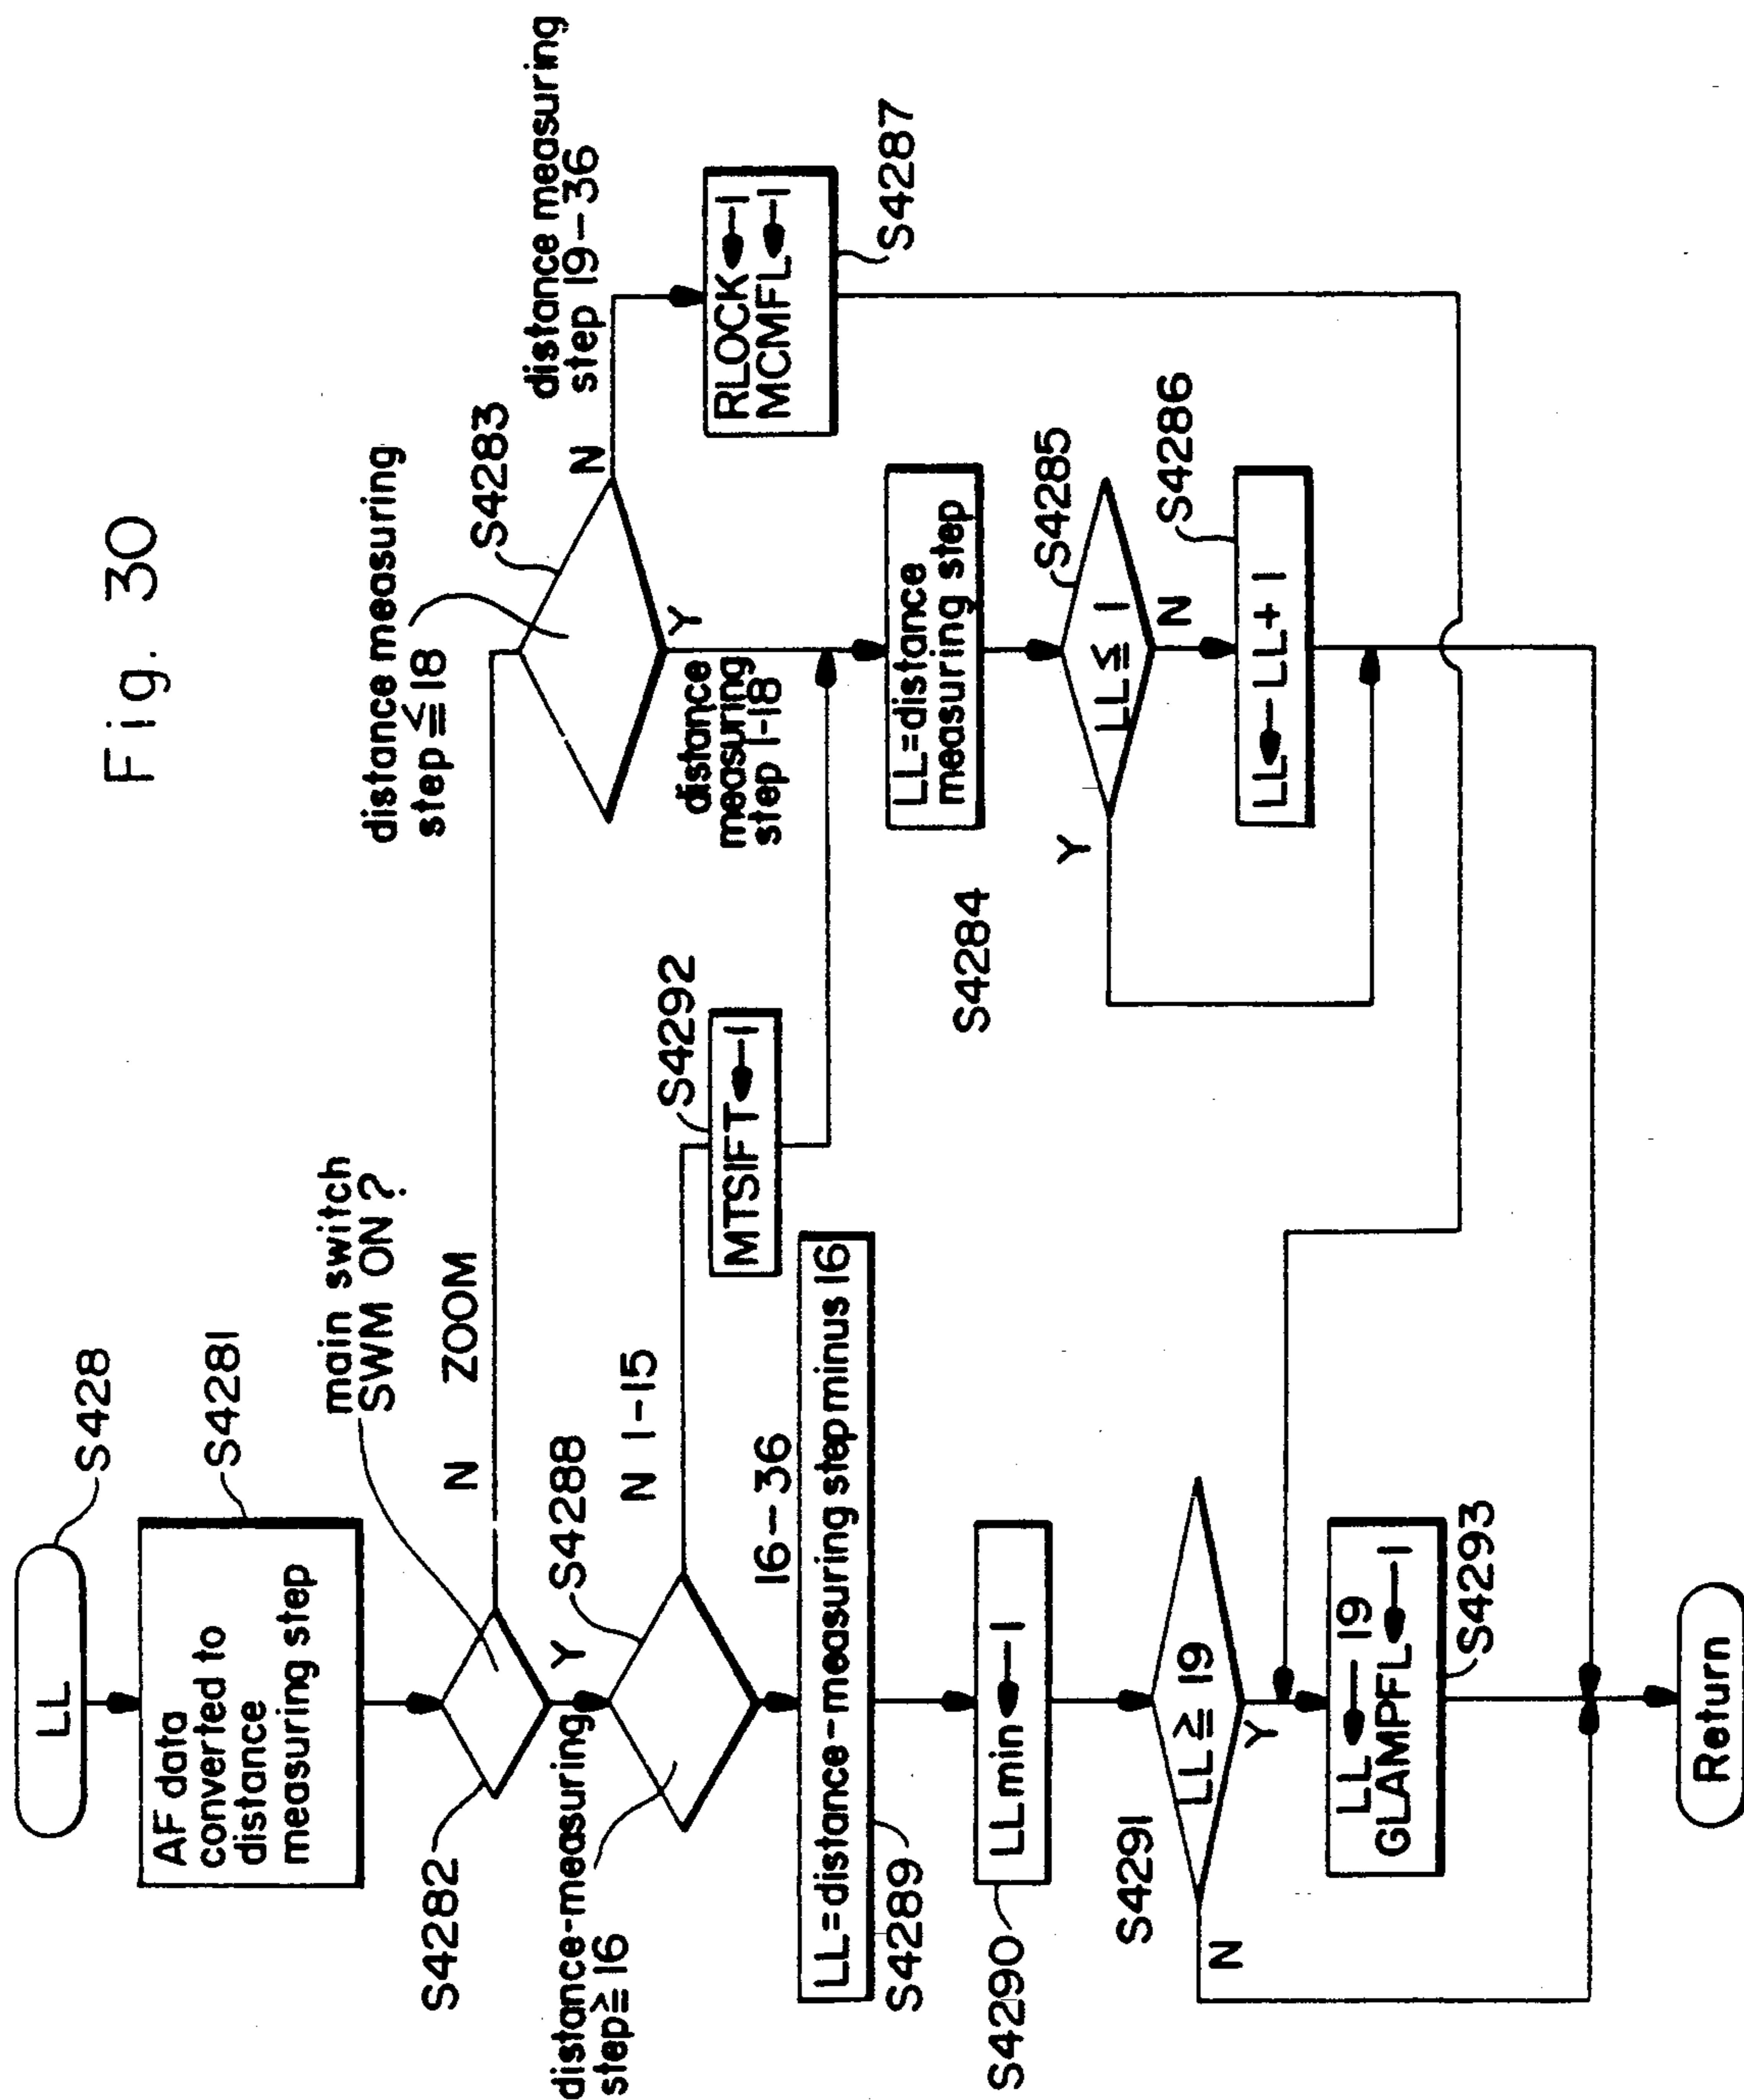 Fig. 30
LL
S428
AF data
converted to
distance
measuring step
S4281
main switch
SWM ON ?
S4282
N ZOOM
Y
distance measuring
step ≦ 18
S4283
N
distance measuring
step 19-36
Y
distance
measuring
step 1-18
RLOCK ← 1
MCMFL ← 1
S4287
distance-measuring
step ≧ 16
S4288
N 1-15
MTSIFT ← 1
S4292
16-36
LL = distance-measuring step minus 16
S4289
LL = distance
measuring step
S4284
LL ≦ 1
S4285
Y
N
LL ← LL + 1
S4286
LL min ← 1
S4290
LL ≧ 19
S4291
N
Y
LL ← 19
GLAMPFL ← 1
S4293
Return